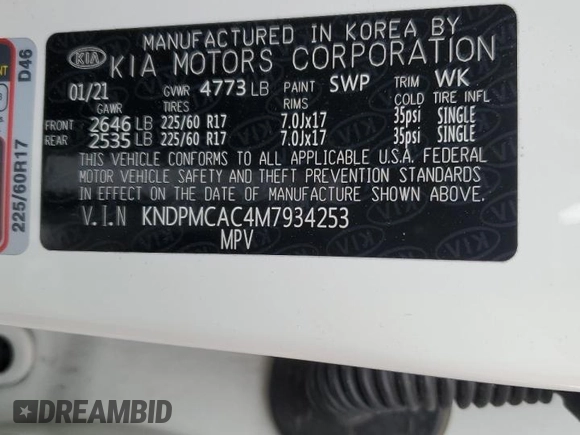 MANUFACTURED IN KOREA BY
KIA KIA MOTORS CORPORATION
01/21 GVWR 4773 LB PAINT SWP TRIM WK
GAWR TIRES RIMS COLD TIRE INFL
FRONT 2646 LB 225/60 R17 7.0Jx17 35psi SINGLE
REAR 2535 LB 225/60 R17 7.0Jx17 35psi SINGLE
THIS VEHICLE CONFORMS TO ALL APPLICABLE U.S.A. FEDERAL
MOTOR VEHICLE SAFETY AND THEFT PREVENTION STANDARDS
IN EFFECT ON THE DATE OF MANUFACTURE SHOWN ABOVE.
V.I.N KNDPMCAC4M7934253
MPV
D46
225/60R17
DREAMBID